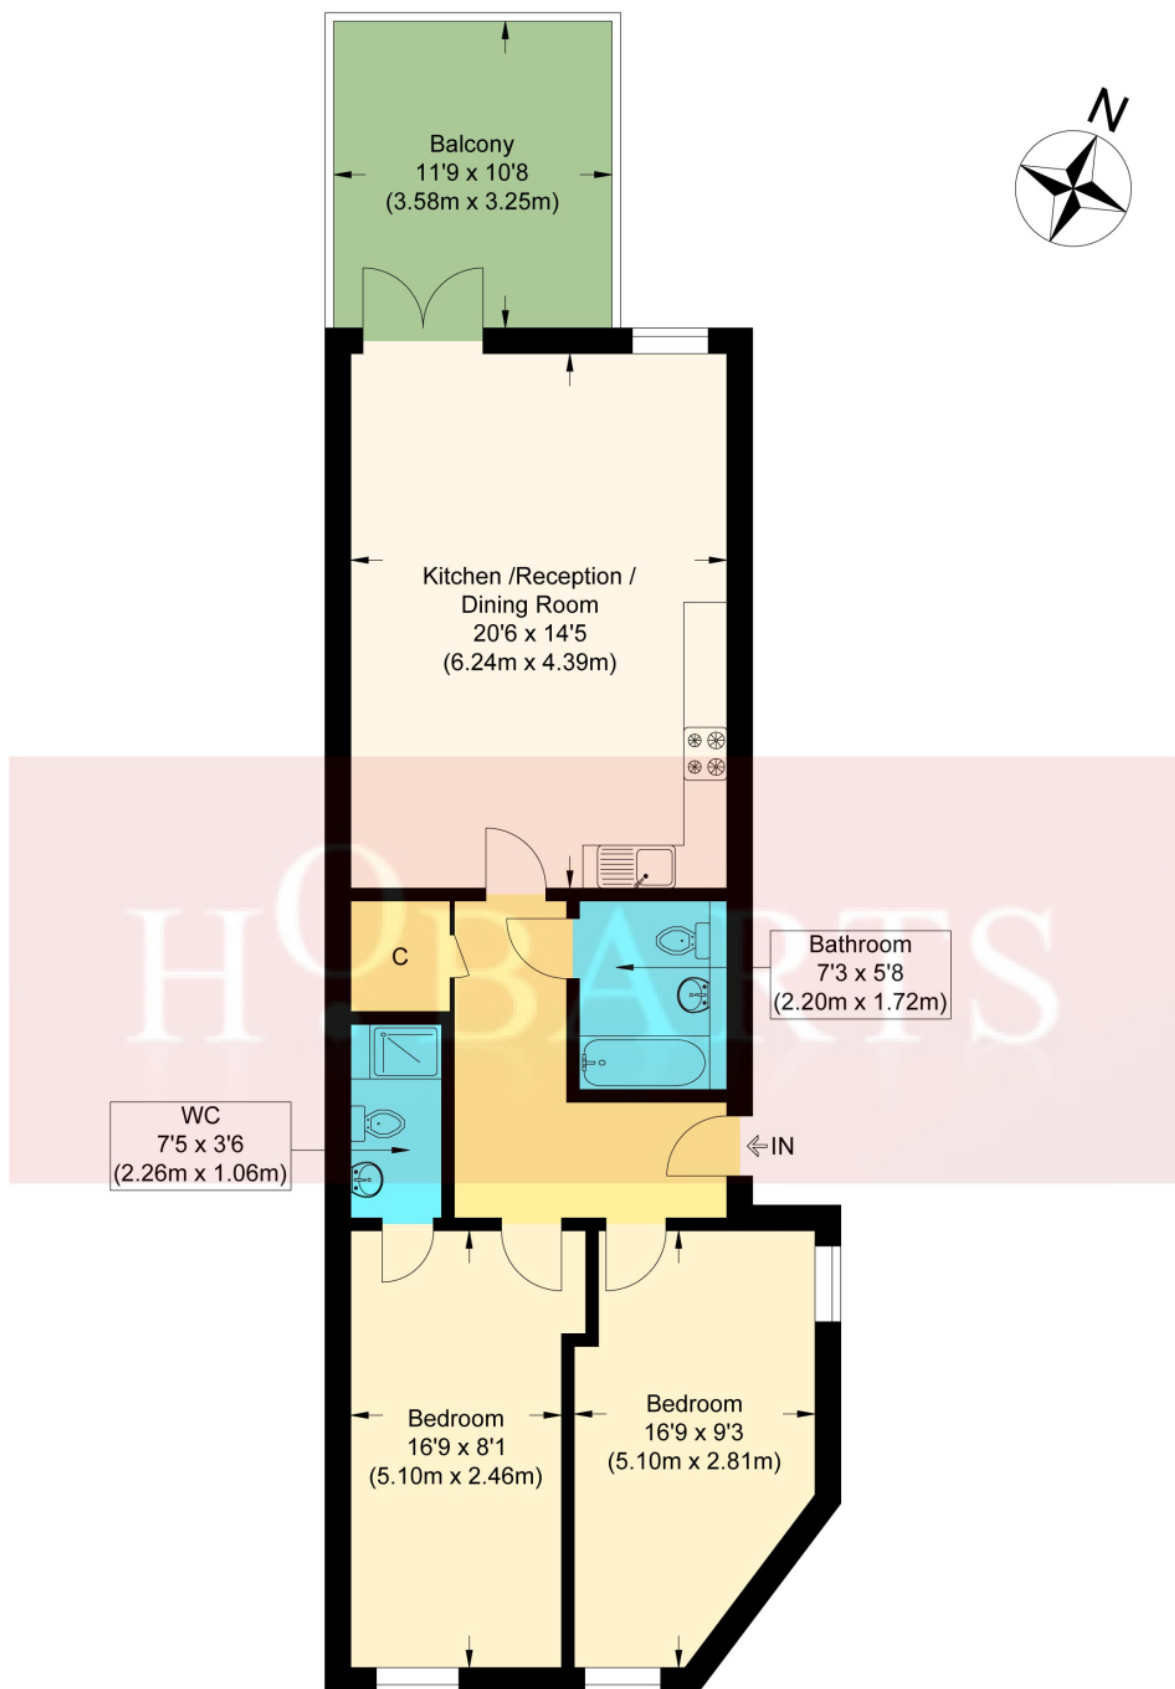 N
Balcony
11'9 x 10'8
(3.58m x 3.25m)
Kitchen /Reception /
Dining Room
20'6 x 14'5
(6.24m x 4.39m)
HOBARTS
C
Bathroom
7'3 x 5'8
(2.20m x 1.72m)
WC
7'5 x 3'6
(2.26m x 1.06m)
IN
Bedroom
16'9 x 8'1
(5.10m x 2.46m)
Bedroom
16'9 x 9'3
(5.10m x 2.81m)